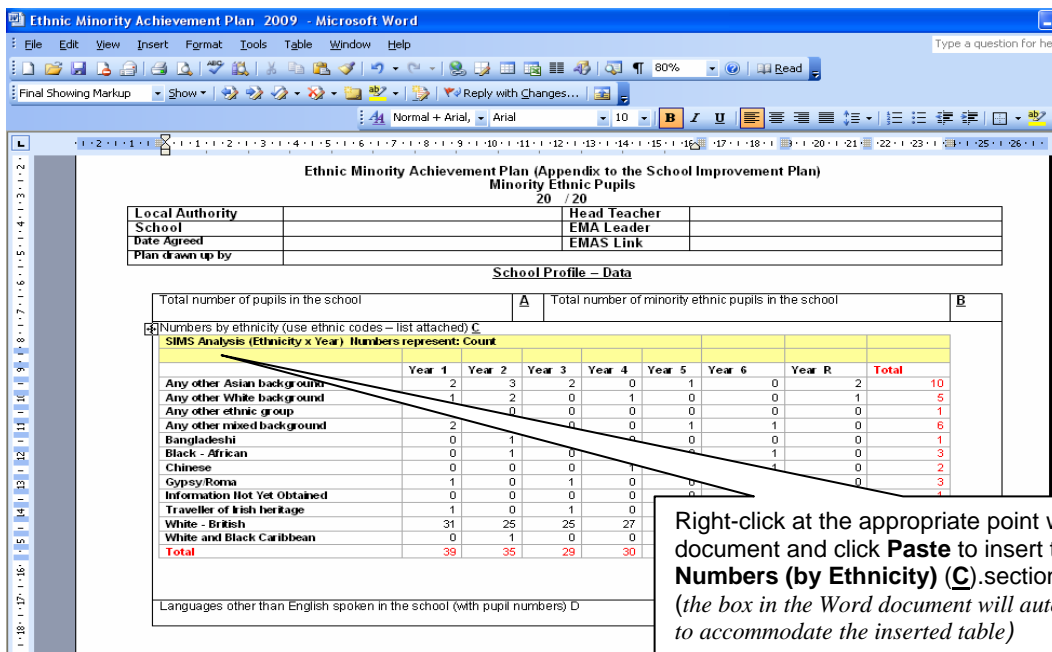 Ethnic Minority Achievement Plan 2009 - Microsoft Word
File Edit View Insert Format Tools Table Window Help
Type a question for he
80% Read
Final Showing Markup Show Reply with Changes...
Normal + Arial, Arial 10 B I U
Ethnic Minority Achievement Plan (Appendix to the School Improvement Plan)
Minority Ethnic Pupils
20 / 20
Local Authority Head Teacher
School EMA Leader
Date Agreed EMAS Link
Plan drawn up by
School Profile – Data
Total number of pupils in the school A Total number of minority ethnic pupils in the school B
Numbers by ethnicity (use ethnic codes – list attached) C
SIMS Analysis (Ethnicity x Year) Numbers represent: Count
Year 1 Year 2 Year 3 Year 4 Year 5 Year 6 Year R Total
Any other Asian background 2 3 2 0 1 0 2 10
Any other White background 1 2 0 1 0 0 1 5
Any other ethnic group 0 0 0 0 0 0 1
Any other mixed background 2 0 0 1 1 0 6
Bangladeshi 0 1 0 0 0 0 1
Black - African 0 1 0 1 0 3
Chinese 0 0 0 1 1 0 2
Gypsy/Roma 1 0 1 0 0 0 3
Information Not Yet Obtained 0 0 0 0
Traveller of Irish heritage 1 0 1 0
White - British 31 25 25 27
White and Black Caribbean 0 1 0 0
Total 39 35 29 30
Languages other than English spoken in the school (with pupil numbers) D
Right-click at the appropriate point
document and click Paste to insert
Numbers (by Ethnicity) (C).section
(the box in the Word document will
to accommodate the inserted table)